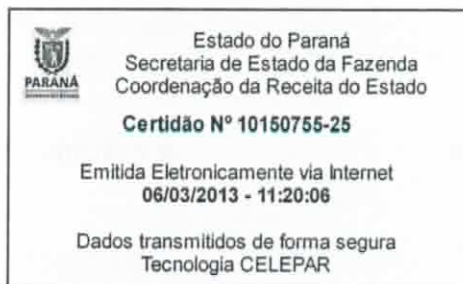 PARANÁ
Estado do Paraná
Secretaria de Estado da Fazenda
Coordenação da Receita do Estado
Certidão Nº 10150755-25
Emitida Eletronicamente via Internet
06/03/2013 - 11:20:06
Dados transmitidos de forma segura
Tecnologia CELEPAR